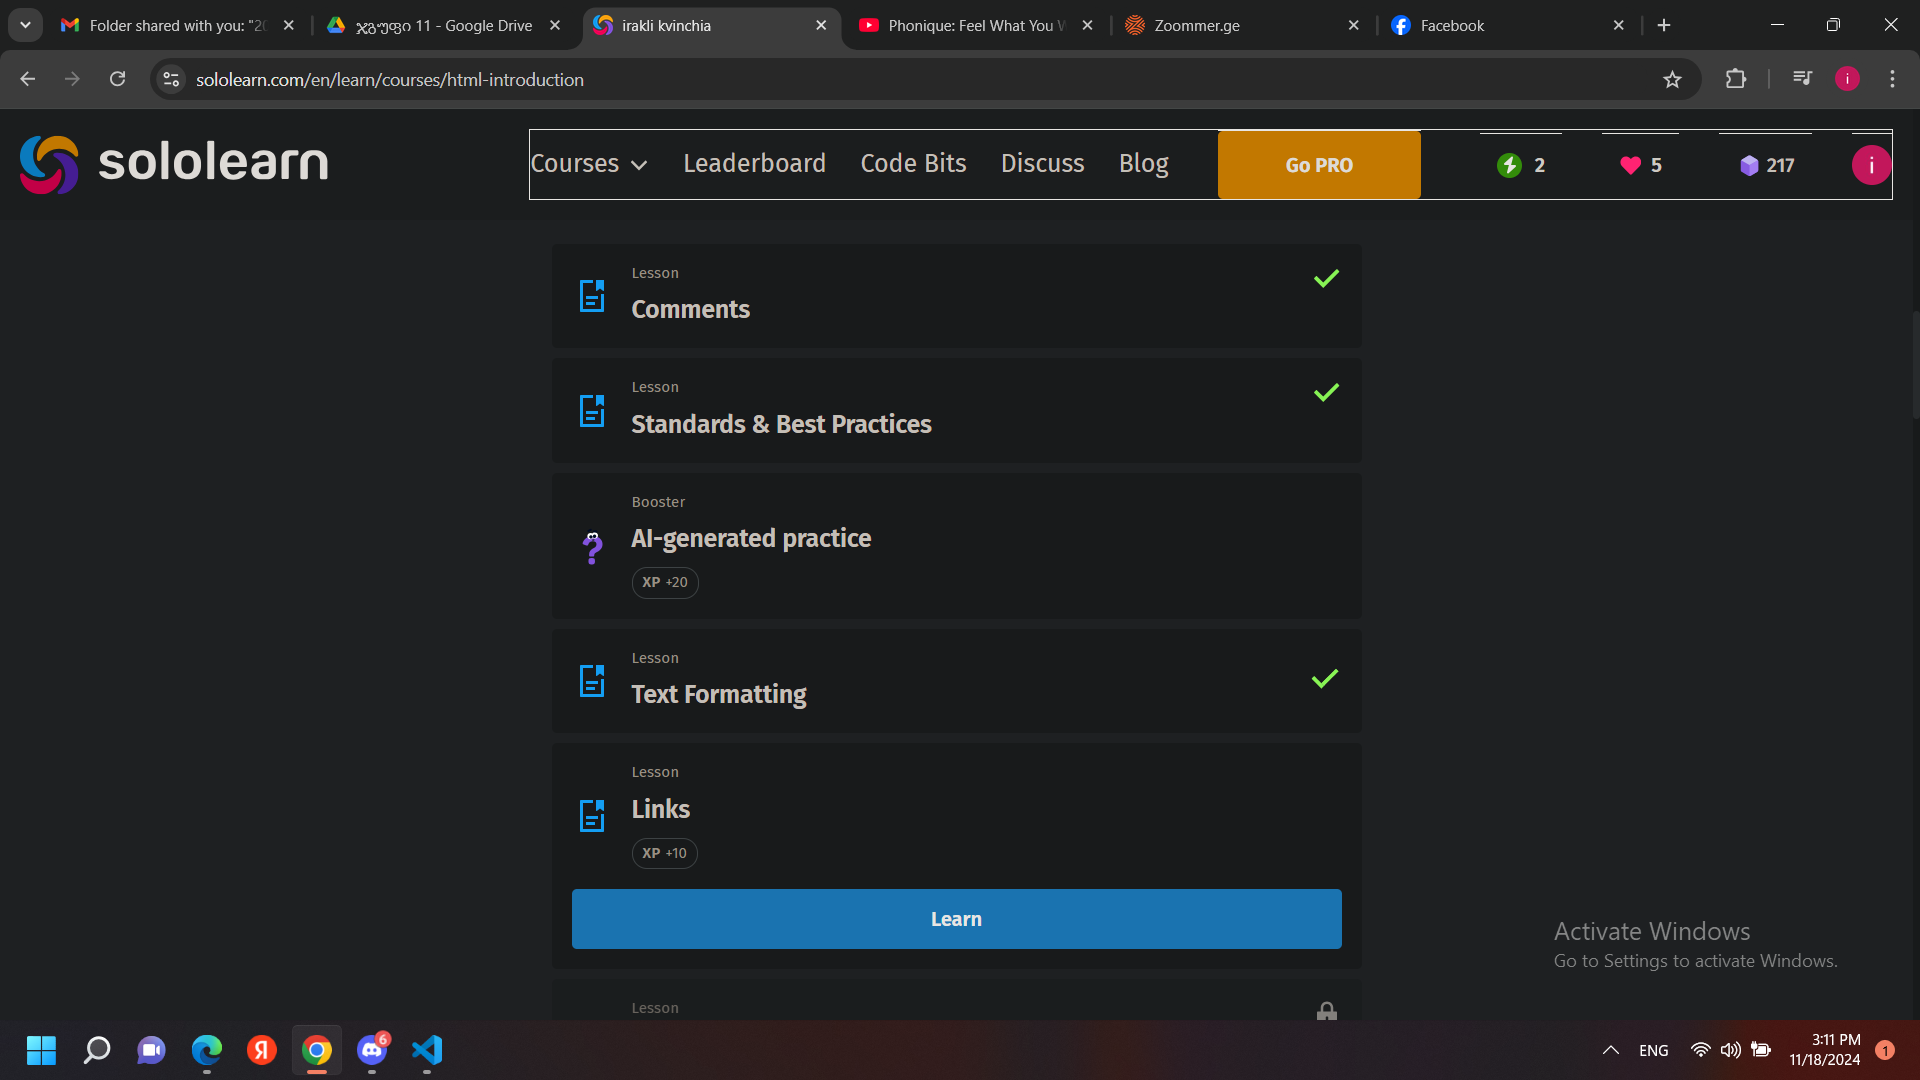 Folder shared with you: "20
ჯგუფი 11 - Google Drive
irakli kvinchia
Phonique: Feel What You W
Zoommer.ge
Facebook
sololearn.com/en/learn/courses/html-introduction
i
sololearn
Courses
Leaderboard
Code Bits
Discuss
Blog
Go PRO
2
5
217
i
Lesson
Comments
Lesson
Standards & Best Practices
Booster
AI-generated practice
XP +20
Lesson
Text Formatting
Lesson
Links
XP +10
Learn
Activate Windows
Go to Settings to activate Windows.
Lesson
Я
6
ENG
3:11 PM
11/18/2024
1